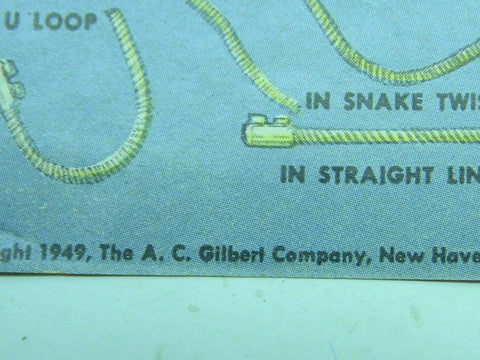 U LOOP
IN SNAKE TWIS
IN STRAIGHT LIN
ght 1949, The A. C. Gilbert Company, New Have